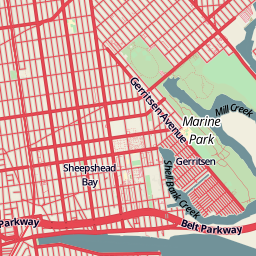 Gerritsen Avenue
Mill Creek
Marine
Park
Gerritsen
Sheepshead
Bay
Shell Bank Creek
Parkway
Belt Parkway